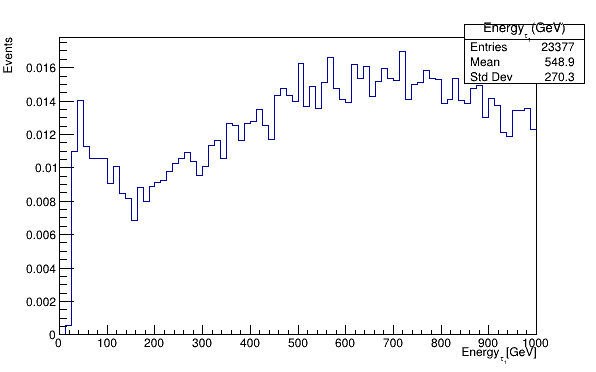 Energy_τ₁ (GeV)
Entries 23377
Mean 548.9
Std Dev 270.3
Events
0.016
0.014
0.012
0.01
0.008
0.006
0.004
0.002
0
0 100 200 300 400 500 600 700 800 900 1000
Energy_τ₁ [GeV]